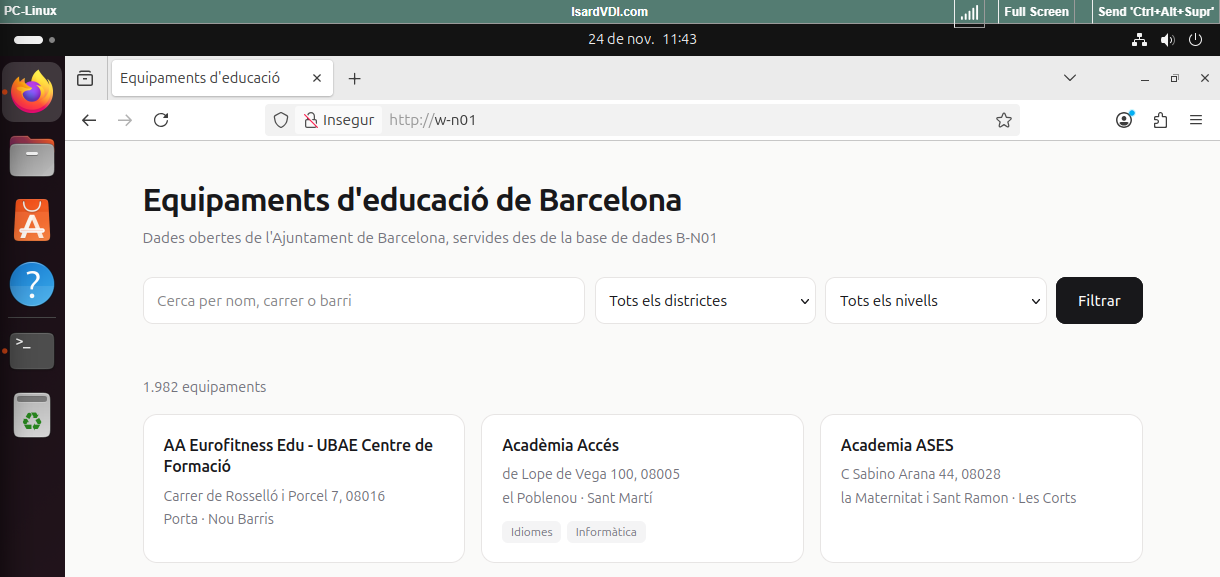 PC-Linux
IsardVDI.com
Full Screen
Send 'Ctrl+Alt+Supr'
24 de nov. 11:43
Equipaments d'educació
Insegur
http://w-n01
Equipaments d'educació de Barcelona
Dades obertes de l'Ajuntament de Barcelona, servides des de la base de dades B-N01
Cerca per nom, carrer o barri
Tots els districtes
Tots els nivells
Filtrar
1.982 equipaments
AA Eurofitness Edu - UBAE Centre de
Formació
Carrer de Rosselló i Porcel 7, 08016
Porta · Nou Barris
Acadèmia Accés
de Lope de Vega 100, 08005
el Poblenou · Sant Martí
Idiomes
Informàtica
Academia ASES
C Sabino Arana 44, 08028
la Maternitat i Sant Ramon · Les Corts